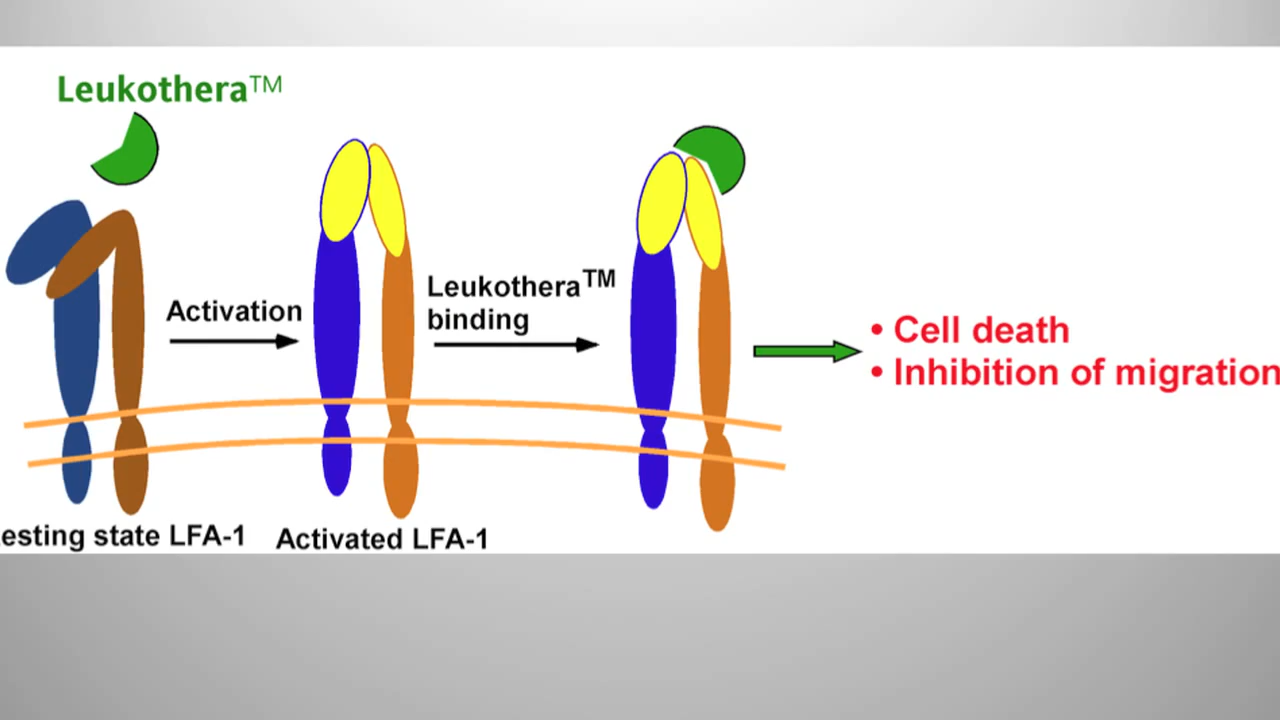 Leukothera™
Activation
Leukothera™
binding
• Cell death
• Inhibition of migration
esting state LFA-1
Activated LFA-1